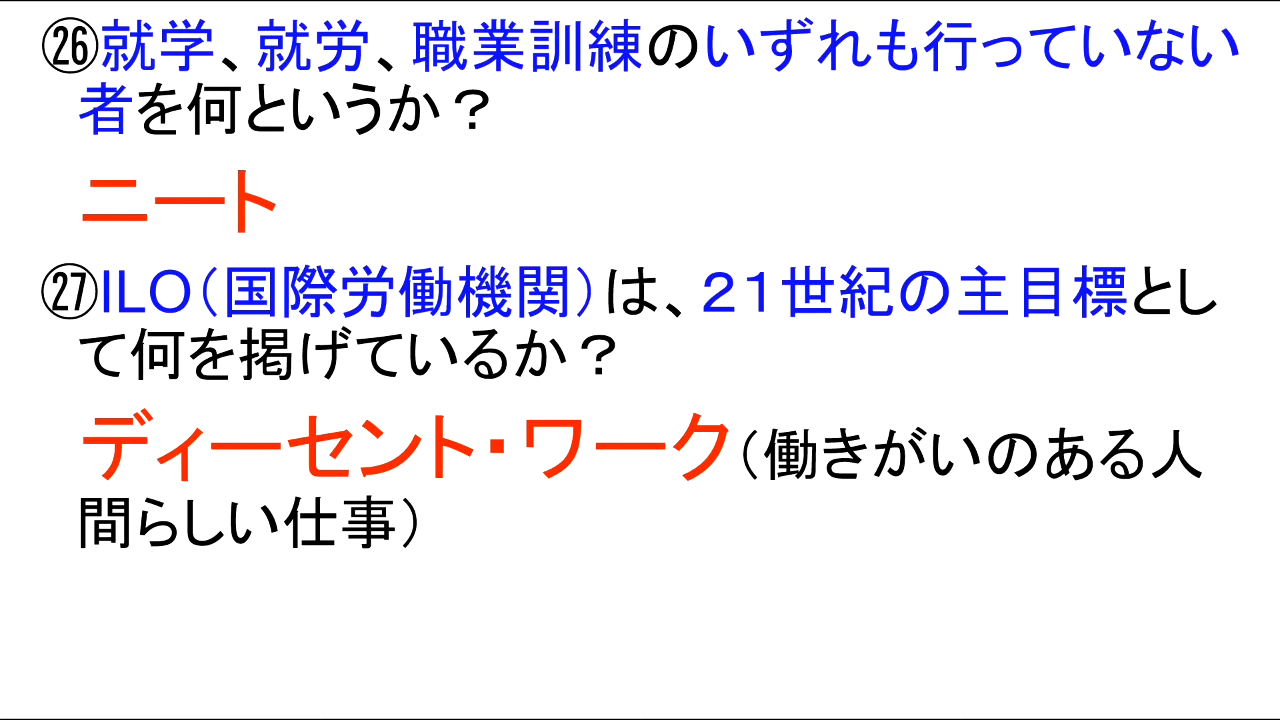 ㉖就学、就労、職業訓練のいずれも行っていない
者を何というか？
ニート
㉗ILO（国際労働機関）は、２１世紀の主目標とし
て何を掲げているか？
ディーセント・ワーク（働きがいのある人
間らしい仕事）